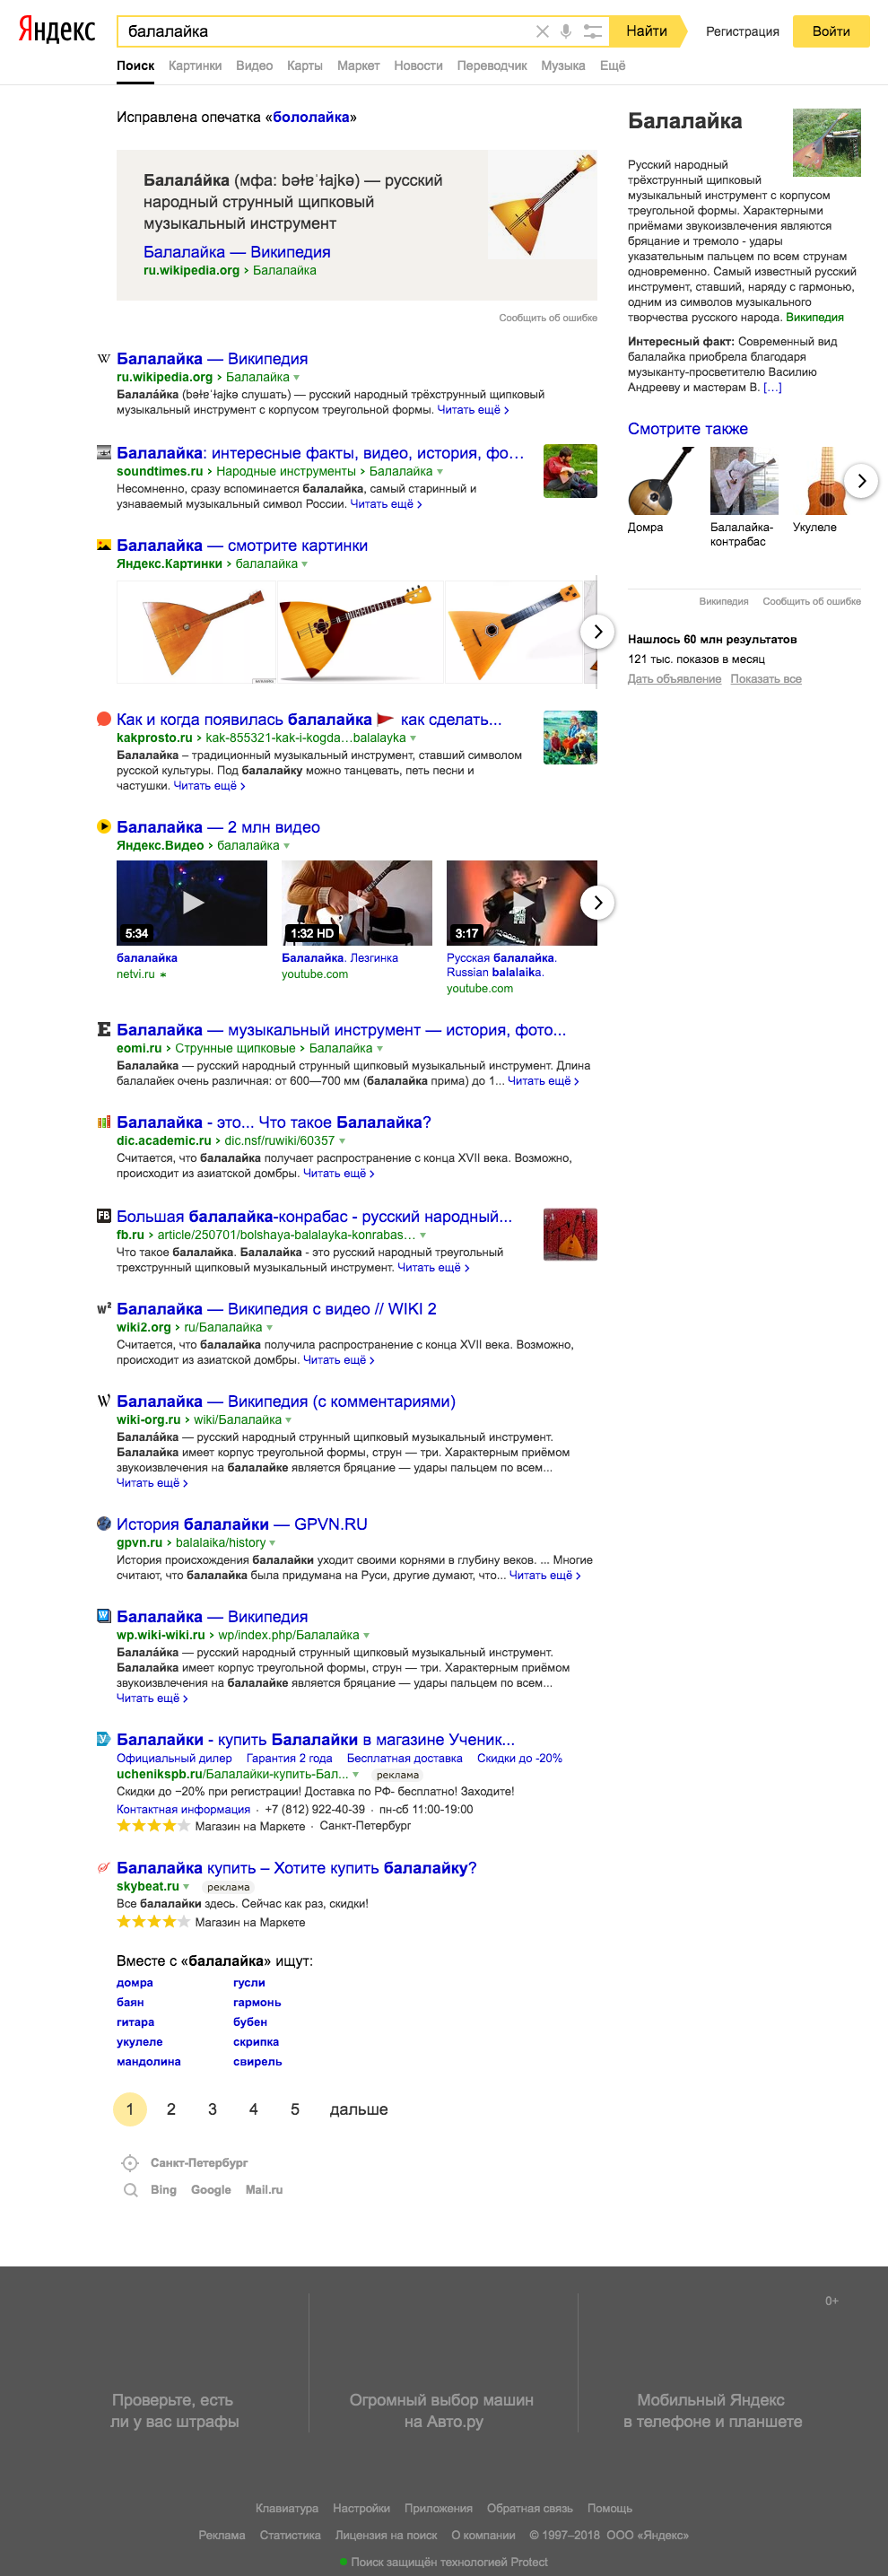 Яндекс
балалайка
Найти
Регистрация
Войти
Поиск Картинки Видео Карты Маркет Новости Переводчик Музыка Ещё
Исправлена опечатка «бололайка»
Балала́йка (мфа: bəɫɐˈɫajkə) — русский
народный струнный щипковый
музыкальный инструмент
Балалайка — Википедия
ru.wikipedia.org › Балалайка
Сообщить об ошибке
Балалайка — Википедия
ru.wikipedia.org › Балалайка
Балала́йка (bəɫɐˈɫajkə слушать) — русский народный трёхструнный щипковый
музыкальный инструмент с корпусом треугольной формы. Читать ещё ›
Балалайка: интересные факты, видео, история, фо…
soundtimes.ru › Народные инструменты › Балалайка
Несомненно, сразу вспоминается балалайка, самый старинный и
узнаваемый музыкальный символ России. Читать ещё ›
Балалайка — смотрите картинки
Яндекс.Картинки › балалайка
Как и когда появилась балалайка как сделать...
kakprosto.ru › kak-855321-kak-i-kogda…balalayka
Балалайка – традиционный музыкальный инструмент, ставший символом
русской культуры. Под балалайку можно танцевать, петь песни и
частушки. Читать ещё ›
Балалайка — 2 млн видео
Яндекс.Видео › балалайка
5:34
1:32 HD
3:17
балалайка
netvi.ru
Балалайка. Лезгинка
youtube.com
Русская балалайка.
Russian balalaika.
youtube.com
Балалайка — музыкальный инструмент — история, фото...
eomi.ru › Струнные щипковые › Балалайка
Балалайка — русский народный струнный щипковый музыкальный инструмент. Длина
балалаек очень различная: от 600—700 мм (балалайка прима) до 1... Читать ещё ›
Балалайка - это... Что такое Балалайка?
dic.academic.ru › dic.nsf/ruwiki/60357
Считается, что балалайка получает распространение с конца XVII века. Возможно,
происходит из азиатской домбры. Читать ещё ›
FB
Большая балалайка-конрабас - русский народный...
fb.ru › article/250701/bolshaya-balalayka-konrabas…
Что такое балалайка. Балалайка - это русский народный треугольный
трехструнный щипковый музыкальный инструмент. Читать ещё ›
Балалайка — Википедия с видео // WIKI 2
wiki2.org › ru/Балалайка
Считается, что балалайка получила распространение с конца XVII века. Возможно,
происходит из азиатской домбры. Читать ещё ›
Балалайка — Википедия (с комментариями)
wiki-org.ru › wiki/Балалайка
Балала́йка — русский народный струнный щипковый музыкальный инструмент.
Балалайка имеет корпус треугольной формы, струн — три. Характерным приёмом
звукоизвлечения на балалайке является бряцание — удары пальцем по всем...
Читать ещё ›
История балалайки — GPVN.RU
gpvn.ru › balalaika/history
История происхождения балалайки уходит своими корнями в глубину веков. ... Многие
считают, что балалайка была придумана на Руси, другие думают, что... Читать ещё ›
Балалайка — Википедия
wp.wiki-wiki.ru › wp/index.php/Балалайка
Балала́йка — русский народный струнный щипковый музыкальный инструмент.
Балалайка имеет корпус треугольной формы, струн — три. Характерным приёмом
звукоизвлечения на балалайке является бряцание — удары пальцем по всем...
Читать ещё ›
Балалайки - купить Балалайки в магазине Ученик...
Официальный дилер Гарантия 2 года Бесплатная доставка Скидки до -20%
uchenikspb.ru/Балалайки-купить-Бал... реклама
Скидки до −20% при регистрации! Доставка по РФ- бесплатно! Заходите!
Контактная информация · +7 (812) 922-40-39 · пн-сб 11:00-19:00
Магазин на Маркете · Санкт-Петербург
Балалайка купить – Хотите купить балалайку?
skybeat.ru реклама
Все балалайки здесь. Сейчас как раз, скидки!
Магазин на Маркете
Вместе с «балалайка» ищут:
домра гусли
баян гармонь
гитара бубен
укулеле скрипка
мандолина свирель
1 2 3 4 5 дальше
Санкт-Петербург
Bing Google Mail.ru
Балалайка
Русский народный
трёхструнный щипковый
музыкальный инструмент с корпусом
треугольной формы. Характерными
приёмами звукоизвлечения являются
бряцание и тремоло - удары
указательным пальцем по всем струнам
одновременно. Самый известный русский
инструмент, ставший, наряду с гармонью,
одним из символов музыкального
творчества русского народа. Википедия
Интересный факт: Современный вид
балалайка приобрела благодаря
музыканту-просветителю Василию
Андрееву и мастерам В. […]
Смотрите также
Домра
Балалайка-
контрабас
Укулеле
Википедия Сообщить об ошибке
Нашлось 60 млн результатов
121 тыс. показов в месяц
Дать объявление Показать все
0+
Проверьте, есть
ли у вас штрафы
Огромный выбор машин
на Авто.ру
Мобильный Яндекс
в телефоне и планшете
Клавиатура Настройки Приложения Обратная связь Помощь
Реклама Статистика Лицензия на поиск О компании © 1997–2018 ООО «Яндекс»
Поиск защищён технологией Protect